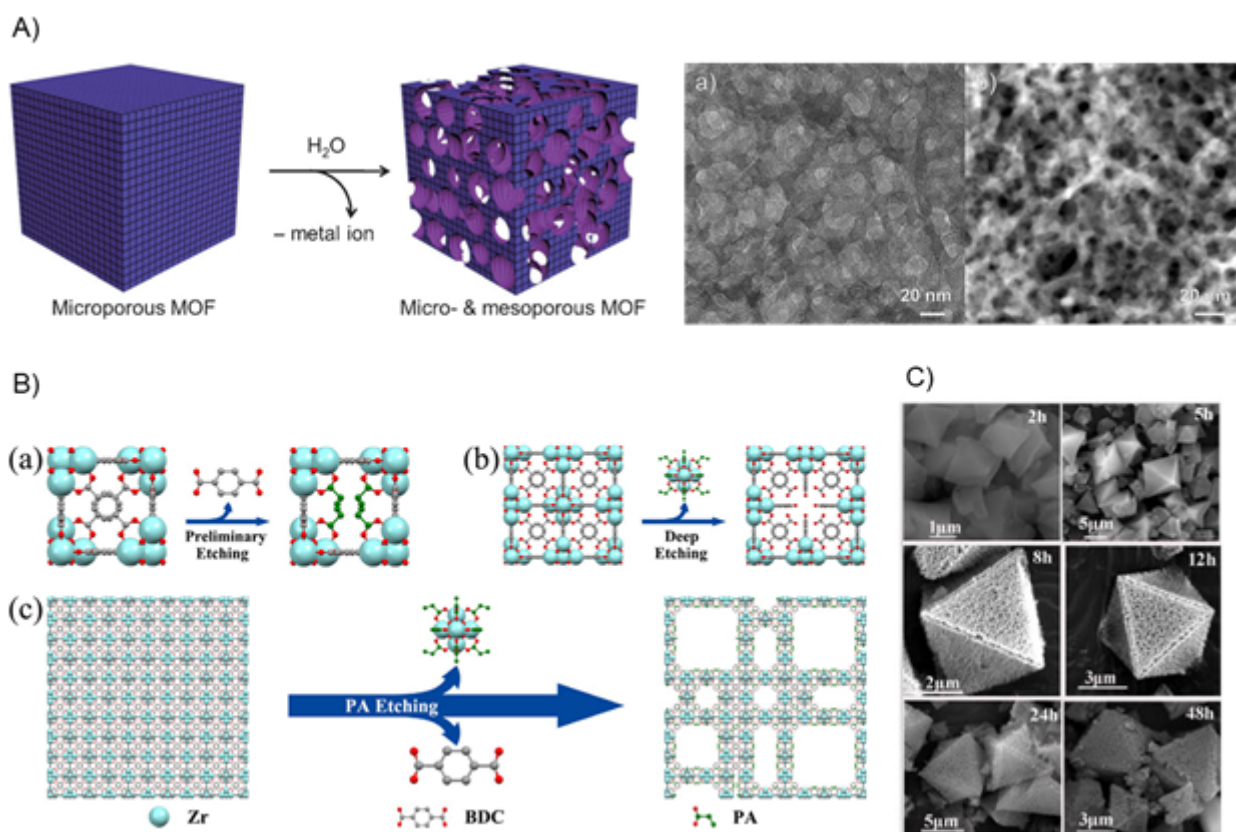 A)
H₂O
– metal ion
Microporous MOF
Micro- & mesoporous MOF
a)
20 nm
20 nm
B)
(a)
Preliminary
Etching
(b)
Deep
Etching
(c)
PA Etching
Zr
BDC
PA
C)
2h
1μm
5h
5μm
8h
2μm
12h
3μm
24h
5μm
48h
3μm